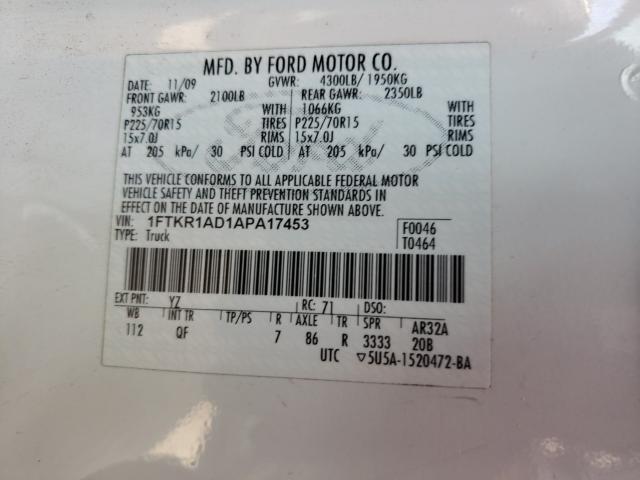 MFD. BY FORD MOTOR CO.
DATE: 11/09 GVWR: 4300LB/ 1950KG
FRONT GAWR: 2100LB REAR GAWR: 2350LB
953KG WITH 1066KG WITH
P225/70R15 TIRES P225/70R15 TIRES
15x7.0J RIMS 15x7.0J RIMS
AT 205 kPa/ 30 PSI COLD AT 205 kPa/ 30 PSI COLD
THIS VEHICLE CONFORMS TO ALL APPLICABLE FEDERAL MOTOR
VEHICLE SAFETY AND THEFT PREVENTION STANDARDS IN
EFFECT ON THE DATE OF MANUFACTURE SHOWN ABOVE.
VIN: 1FTKR1AD1APA17453 F0046
TYPE: Truck T0464
EXT PNT: YZ RC: 71 DSO:
WB INT TR TP/PS R AXLE TR SPR AR32A
112 QF 7 86 R 3333 20B
UTC ▽5U5A-1520472-BA